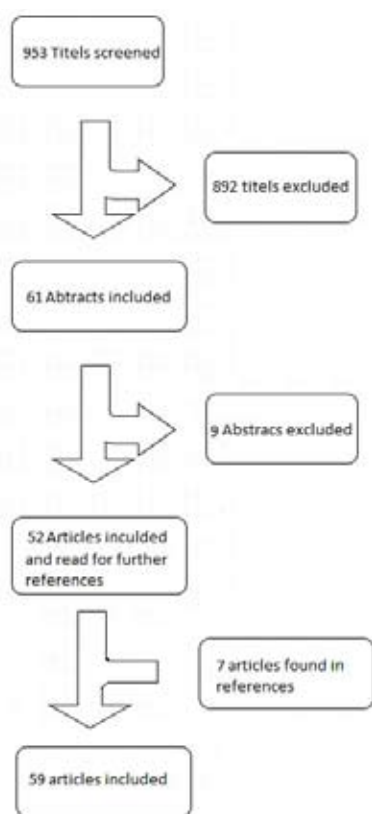 953 Titels screened
892 titels excluded
61 Abtracts included
9 Abstracs excluded
52 Articles inculded
and read for further
references
7 articles found in
references
59 articles included